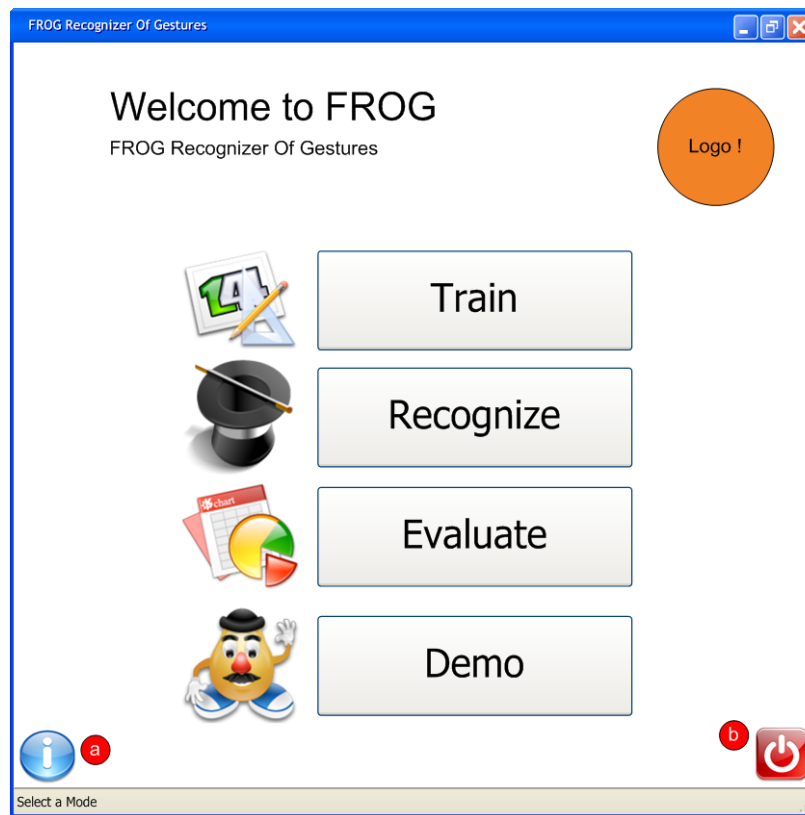 FROG Recognizer Of Gestures
Welcome to FROG
FROG Recognizer Of Gestures
Logo !
Train
Recognize
chart
Evaluate
Demo
a
b
Select a Mode